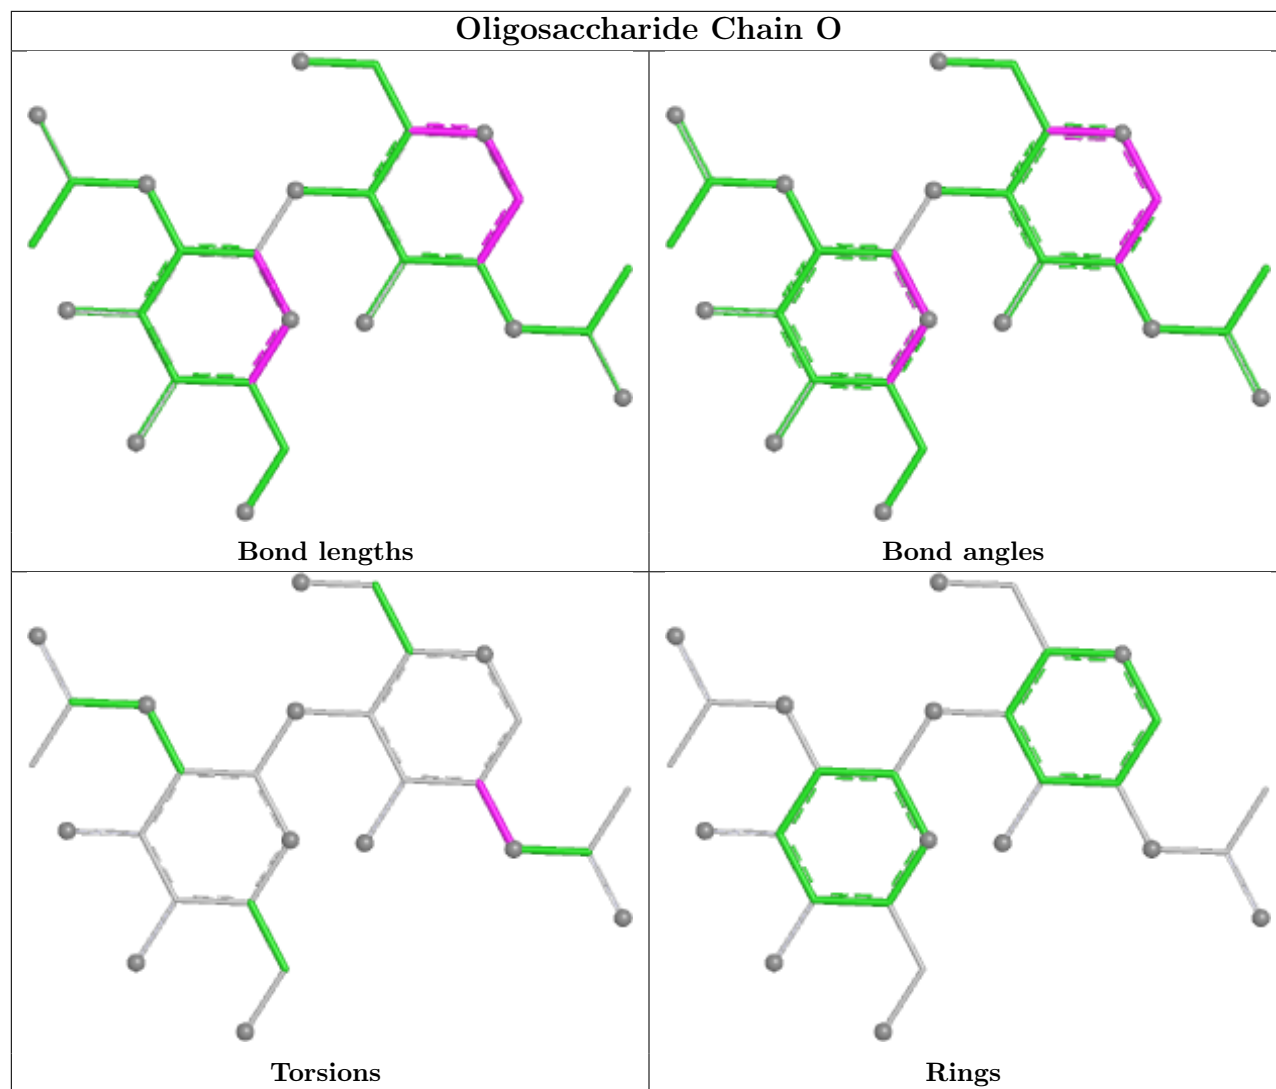 Oligosaccharide Chain O
Bond lengths
Bond angles
Torsions
Rings